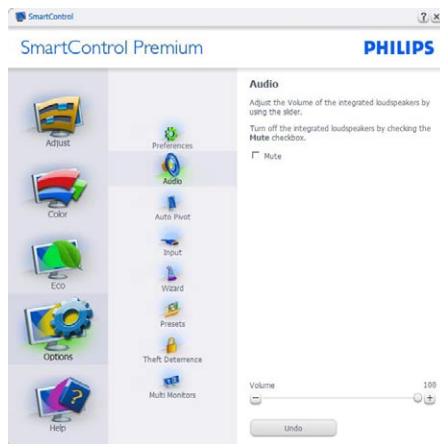 SmartControl
SmartControl Premium
PHILIPS
Adjust
Color
Eco
Options
Help
Preferences
Audio
Auto Pivot
Input
Wizard
Presets
Theft Deterrence
Multi Monitors
Audio
Adjust the Volume of the integrated loudspeakers by
using the slider.
Turn off the integrated loudspeakers by checking the
Mute checkbox.
Mute
Volume 100
Undo